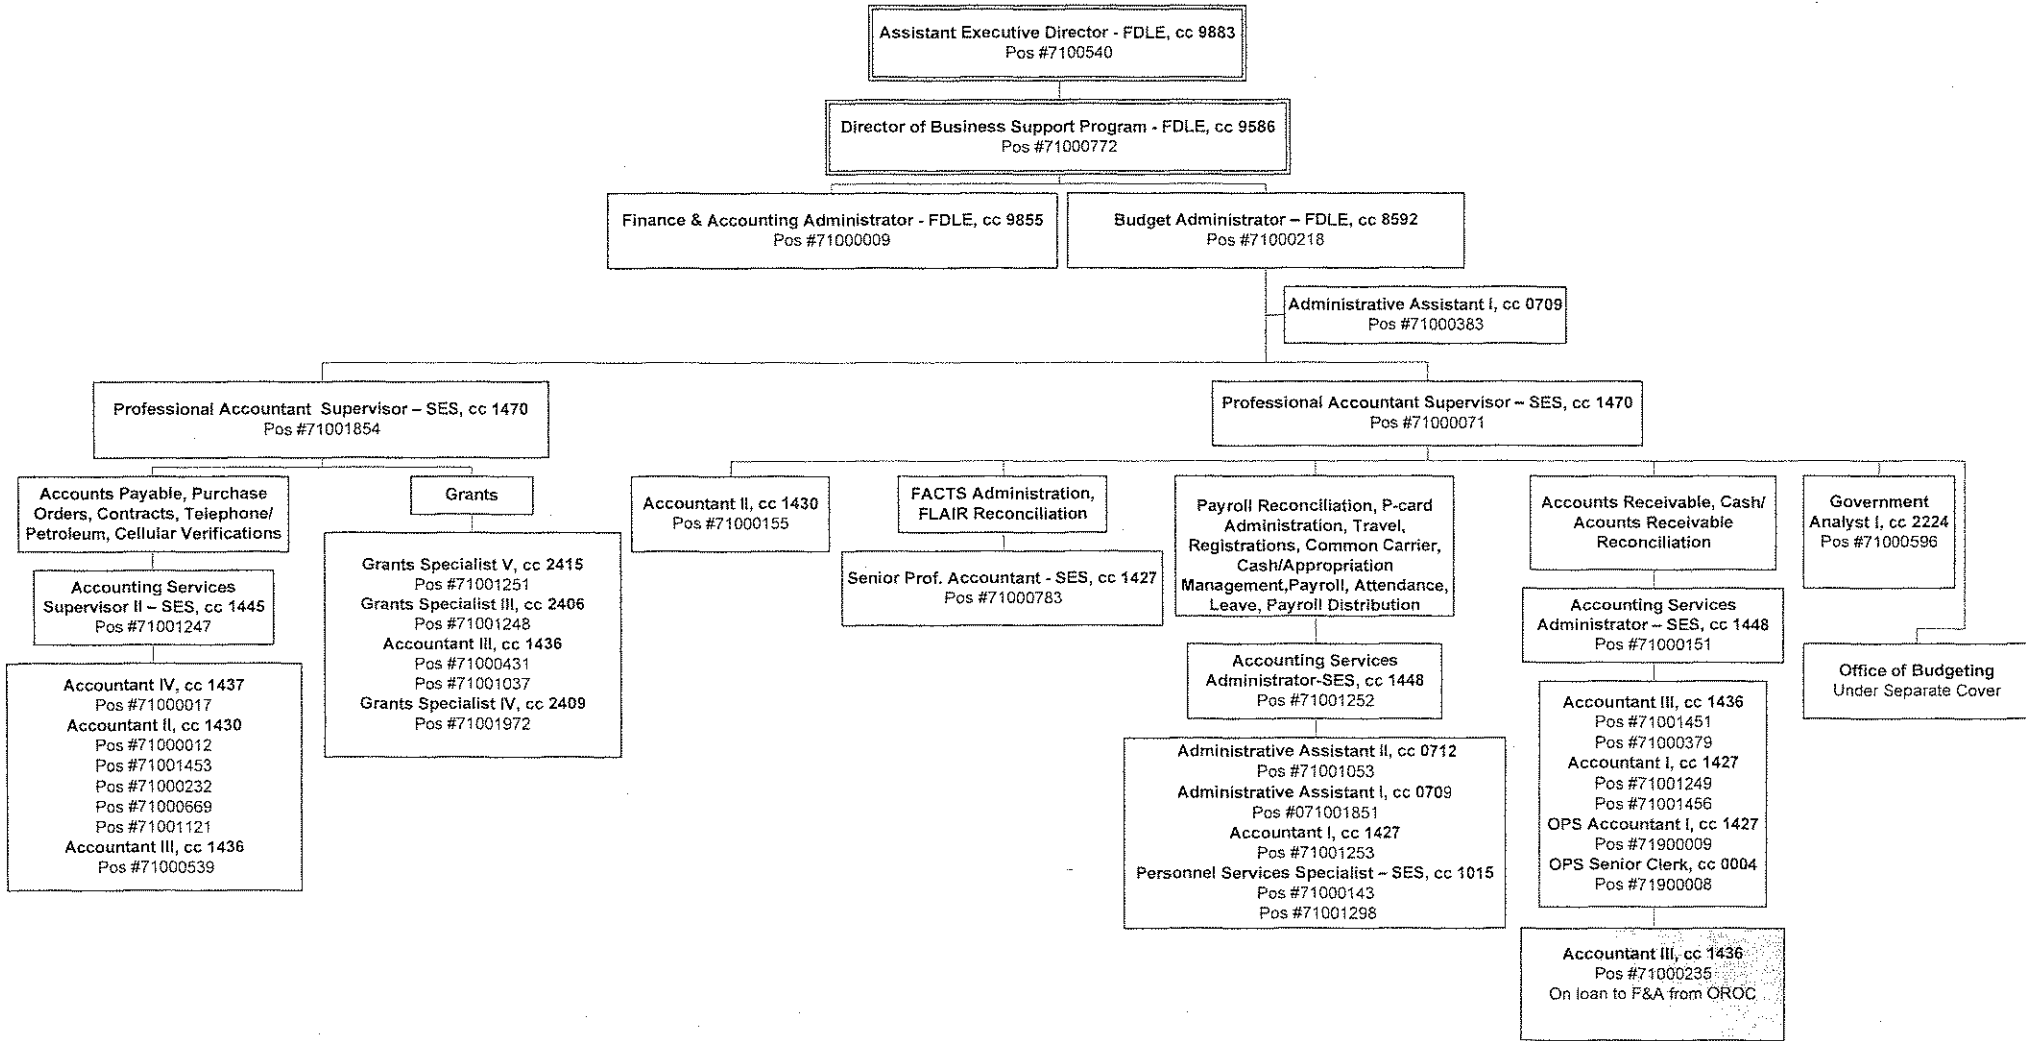 Assistant Executive Director - FDLE, cc 9883
Pos #7100540
Director of Business Support Program - FDLE, cc 9586
Pos #71000772
Finance & Accounting Administrator - FDLE, cc 9855
Pos #71000009
Budget Administrator – FDLE, cc 8592
Pos #71000218
Administrative Assistant I, cc 0709
Pos #71000383
Professional Accountant Supervisor – SES, cc 1470
Pos #71001854
Professional Accountant Supervisor – SES, cc 1470
Pos #71000071
Accounts Payable, Purchase
Orders, Contracts, Telephone/
Petroleum, Cellular Verifications
Accounting Services
Supervisor II – SES, cc 1445
Pos #71001247
Accountant IV, cc 1437
Pos #71000017
Accountant II, cc 1430
Pos #71000012
Pos #71001453
Pos #71000232
Pos #71000669
Pos #71001121
Accountant III, cc 1436
Pos #71000539
Grants
Grants Specialist V, cc 2415
Pos #71001251
Grants Specialist III, cc 2406
Pos #71001248
Accountant III, cc 1436
Pos #71000431
Pos #71001037
Grants Specialist IV, cc 2409
Pos #71001972
Accountant II, cc 1430
Pos #71000155
FACTS Administration,
FLAIR Reconciliation
Senior Prof. Accountant - SES, cc 1427
Pos #71000783
Payroll Reconciliation, P-card
Administration, Travel,
Registrations, Common Carrier,
Cash/Appropriation
Management,Payroll, Attendance,
Leave, Payroll Distribution
Accounting Services
Administrator-SES, cc 1448
Pos #71001252
Administrative Assistant II, cc 0712
Pos #71001053
Administrative Assistant I, cc 0709
Pos #071001851
Accountant I, cc 1427
Pos #71001253
Personnel Services Specialist – SES, cc 1015
Pos #71000143
Pos #71001298
Accounts Receivable, Cash/
Acounts Receivable
Reconciliation
Accounting Services
Administrator – SES, cc 1448
Pos #71000151
Accountant III, cc 1436
Pos #71001451
Pos #71000379
Accountant I, cc 1427
Pos #71001249
Pos #71001456
OPS Accountant I, cc 1427
Pos #71900009
OPS Senior Clerk, cc 0004
Pos #71900008
Accountant III, cc 1436
Pos #71000235
On loan to F&A from OROC
Government
Analyst I, cc 2224
Pos #71000596
Office of Budgeting
Under Separate Cover